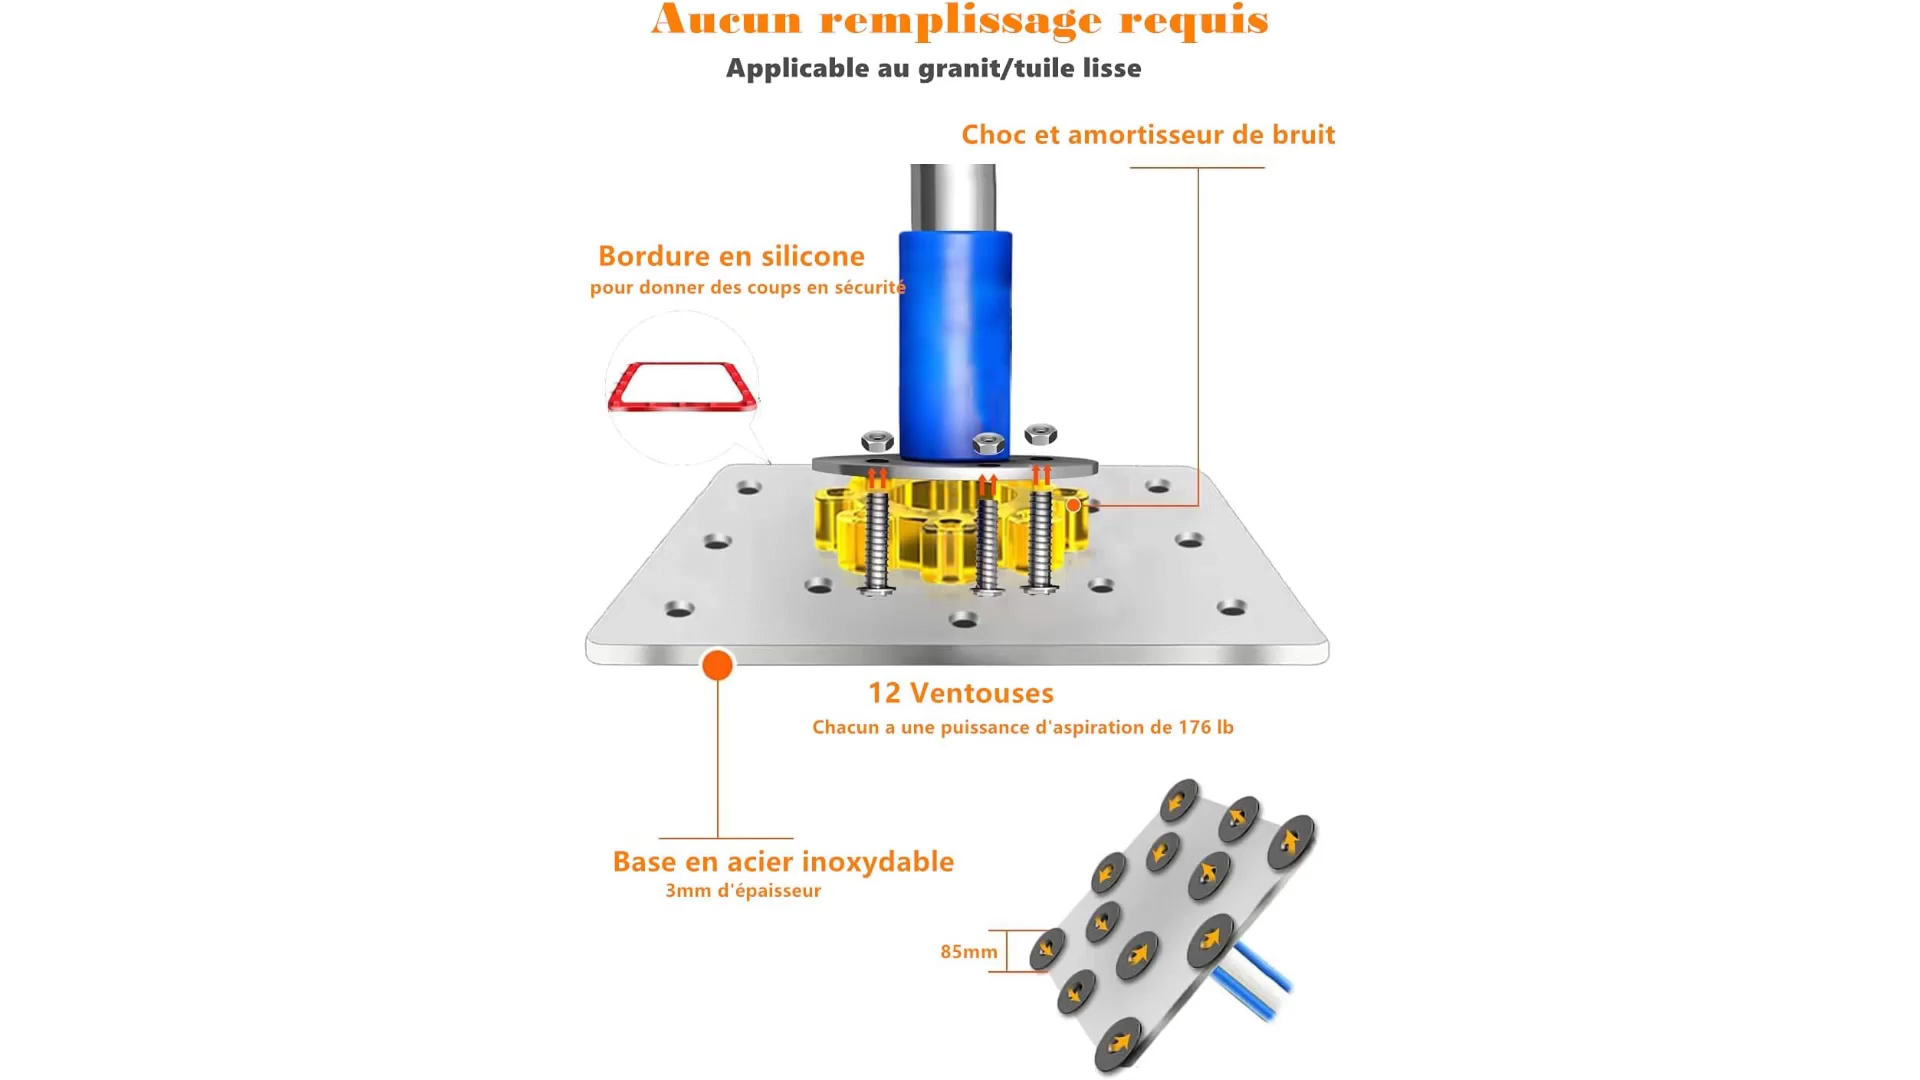 Aucun remplissage requis
Applicable au granit/tuile lisse
Choc et amortisseur de bruit
Bordure en silicone
pour donner des coups en sécurité
12 Ventouses
Chacun a une puissance d'aspiration de 176 lb
Base en acier inoxydable
3mm d'épaisseur
85mm